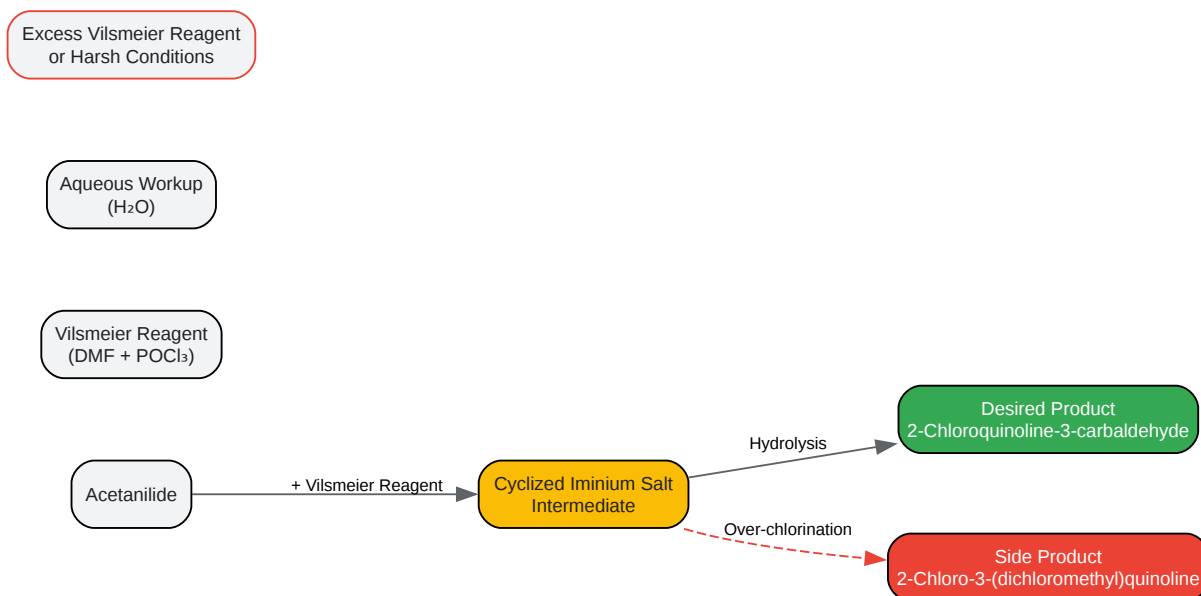 Excess Vilsmeier Reagent
or Harsh Conditions
Aqueous Workup
(H₂O)
Vilsmeier Reagent
(DMF + POCl₃)
Acetanilide
+ Vilsmeier Reagent
Cyclized Iminium Salt
Intermediate
Hydrolysis
Desired Product
2-Chloroquinoline-3-carbaldehyde
Over-chlorination
Side Product
2-Chloro-3-(dichloromethyl)quinoline